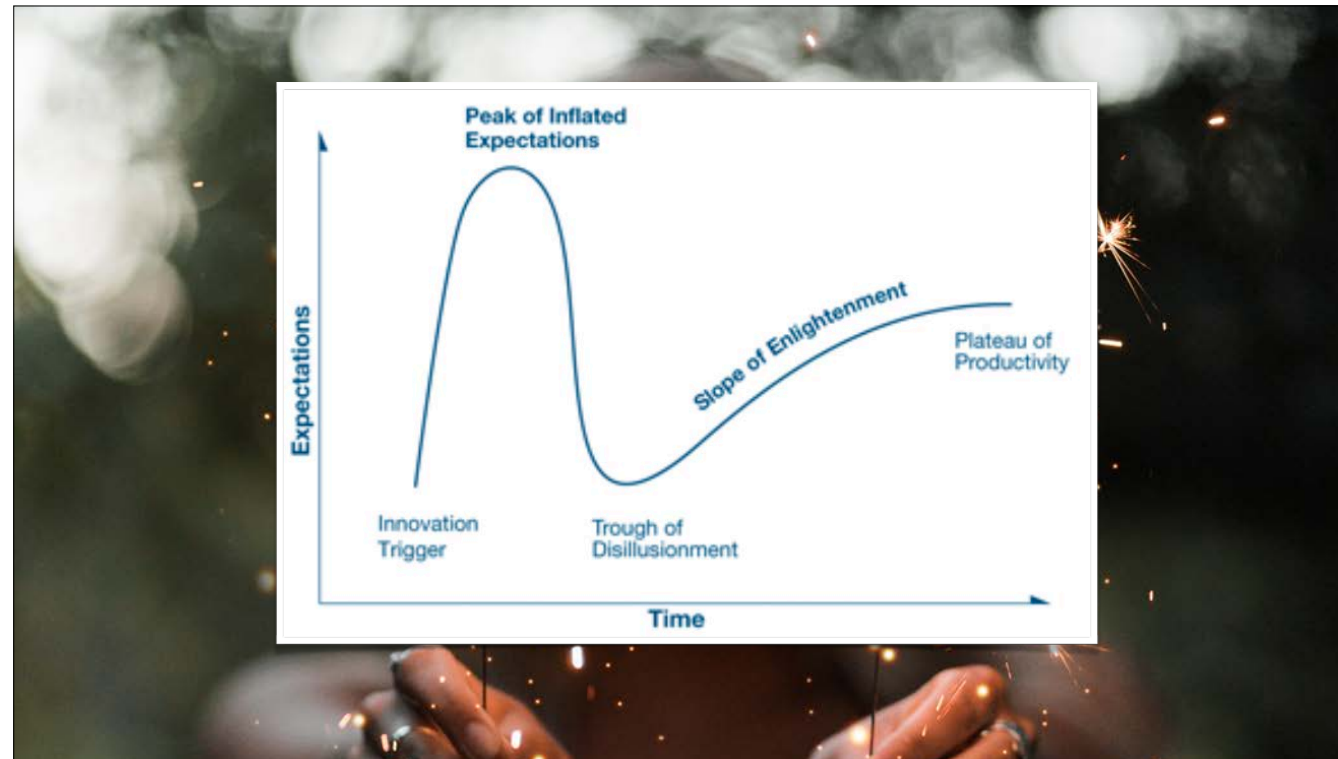 Peak of Inflated
Expectations
Expectations
Slope of Enlightenment
Plateau of
Productivity
Innovation
Trigger
Trough of
Disillusionment
Time